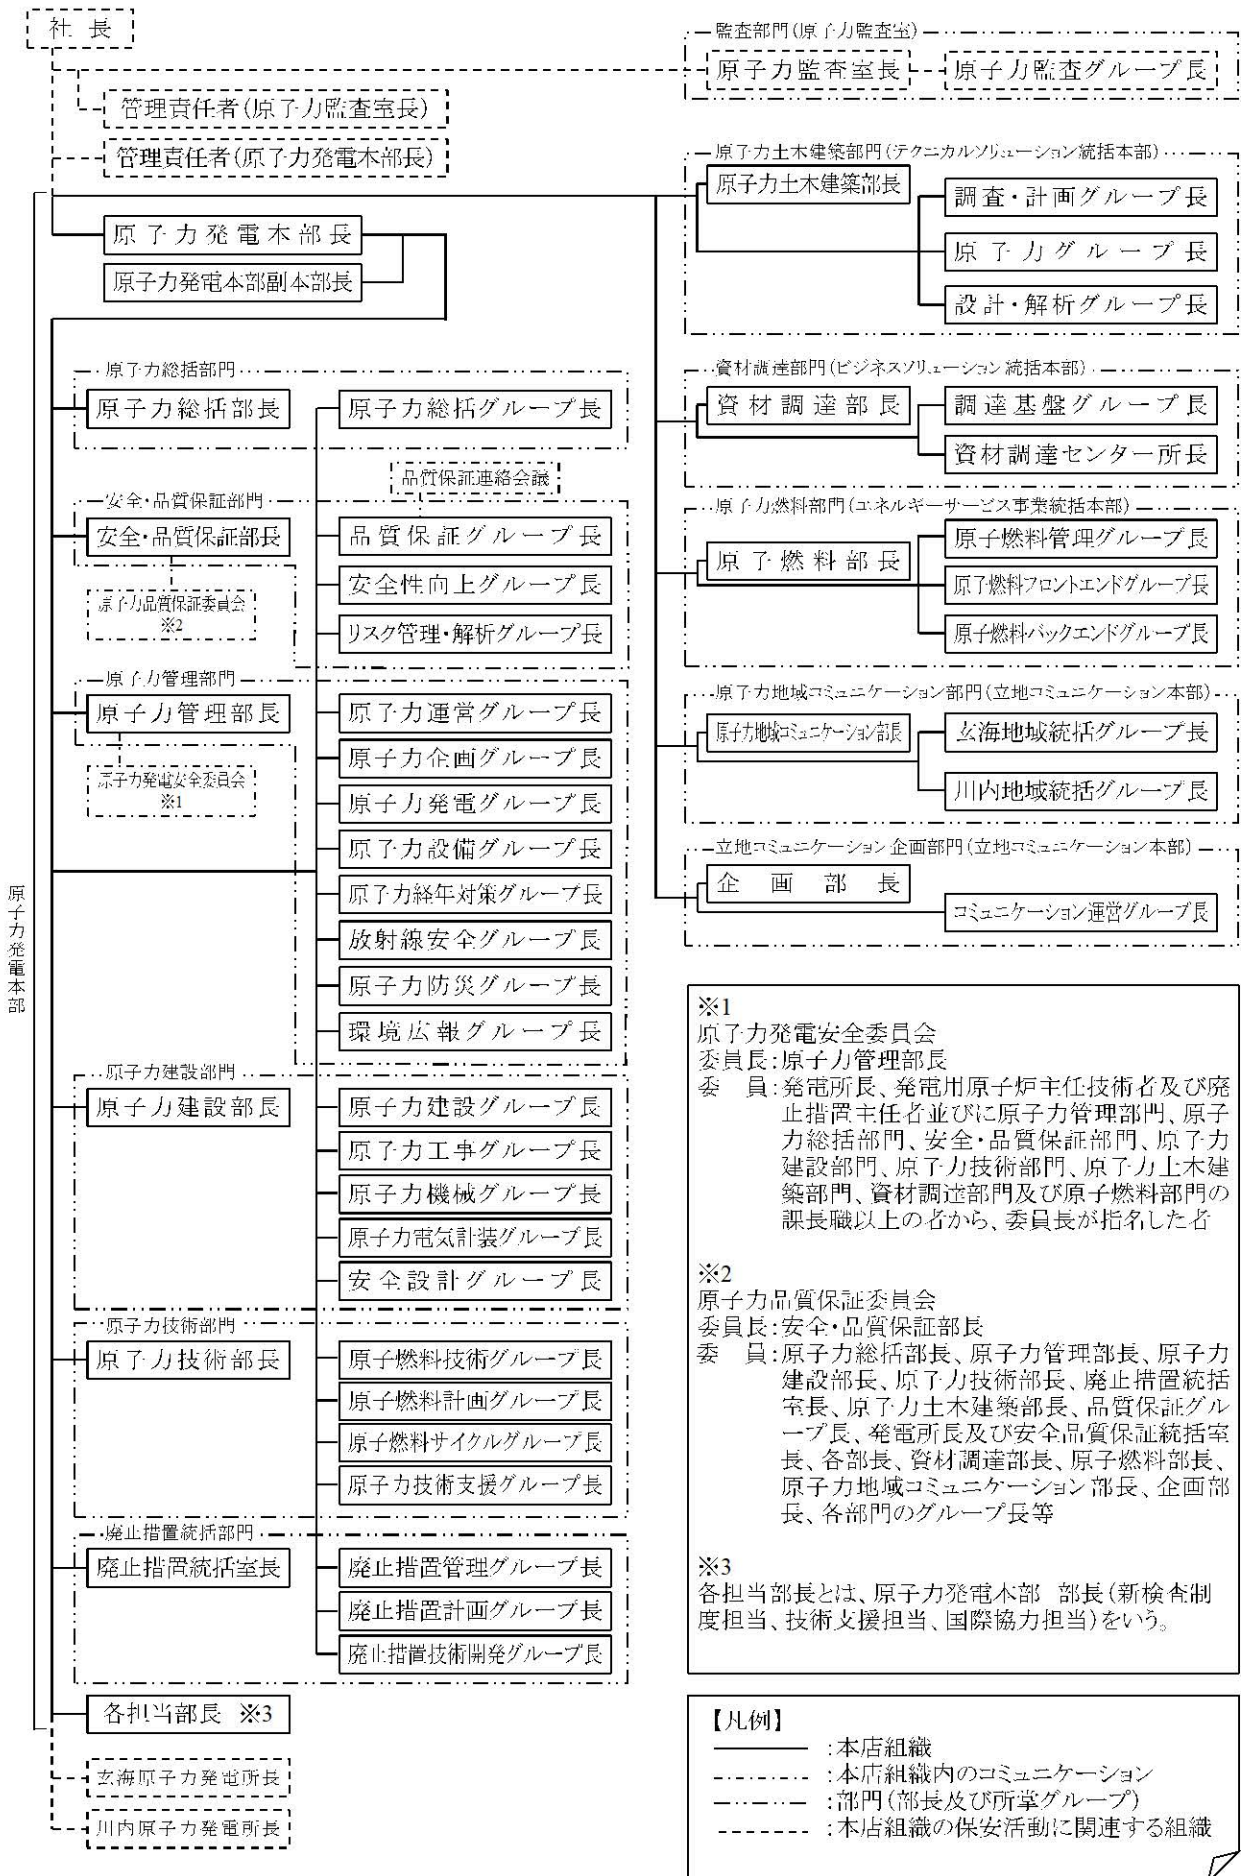 社長
管理責任者(原子力監査室長)
管理責任者(原子力発電本部長)
監査部門(原子力監査室)
原子力監査室長
原子力監査グループ長
原子力発電本部長
原子力発電本部副本部長
原子力土木建築部門(テクニカルソリューション統括本部)
原子力土木建築部長
調査・計画グループ長
原子力グループ長
設計・解析グループ長
原子力総括部門
原子力総括部長
原子力総括グループ長
資材調達部門(ビジネスソリューション統括本部)
資材調達部長
調達基盤グループ長
資材調達センター所長
品質保証連絡会議
安全・品質保証部門
安全・品質保証部長
品質保証グループ長
安全性向上グループ長
リスク管理・解析グループ長
原子力品質保証委員会
※2
原子力燃料部門(エネルギーサービス事業統括本部)
原子燃料部長
原子燃料管理グループ長
原子燃料フロントエンドグループ長
原子燃料バックエンドグループ長
原子力管理部門
原子力管理部長
原子力発電安全委員会
※1
原子力運営グループ長
原子力企画グループ長
原子力発電グループ長
原子力設備グループ長
原子力経年対策グループ長
放射線安全グループ長
原子力防災グループ長
環境広報グループ長
原子力地域コミュニケーション部門(立地コミュニケーション本部)
原子力地域コミュニケーション部長
玄海地域統括グループ長
川内地域統括グループ長
立地コミュニケーション企画部門(立地コミュニケーション本部)
企画部長
コミュニケーション運営グループ長
原子力発電本部
原子力建設部門
原子力建設部長
原子力建設グループ長
原子力工事グループ長
原子力機械グループ長
原子力電気計装グループ長
安全設計グループ長
原子力技術部門
原子力技術部長
原子燃料技術グループ長
原子燃料計画グループ長
原子燃料サイクルグループ長
原子力技術支援グループ長
廃止措置統括部門
廃止措置統括室長
廃止措置管理グループ長
廃止措置計画グループ長
廃止措置技術開発グループ長
各担当部長 ※3
玄海原子力発電所長
川内原子力発電所長
※1
原子力発電安全委員会
委員長:原子力管理部長
委 員:発電所長、発電用原子炉主任技術者及び廃
止措置主任者並びに原子力管理部門、原子
力総括部門、安全・品質保証部門、原子力
建設部門、原子力技術部門、原子力土木建
築部門、資材調達部門及び原子燃料部門の
課長職以上の者から、委員長が指名した者
※2
原子力品質保証委員会
委員長:安全・品質保証部長
委 員:原子力総括部長、原子力管理部長、原子力
建設部長、原子力技術部長、廃止措置統括
室長、原子力土木建築部長、品質保証グル
ープ長、発電所長及び安全品質保証統括室
長、各部長、資材調達部長、原子燃料部長、
原子力地域コミュニケーション部長、企画部
長、各部門のグループ長等
※3
各担当部長とは、原子力発電本部 部長(新検査制
度担当、技術支援担当、国際協力担当)をいう。
【凡例】
:本店組織
:本店組織内のコミュニケーション
:部門(部長及び所掌グループ)
:本店組織の保安活動に関連する組織